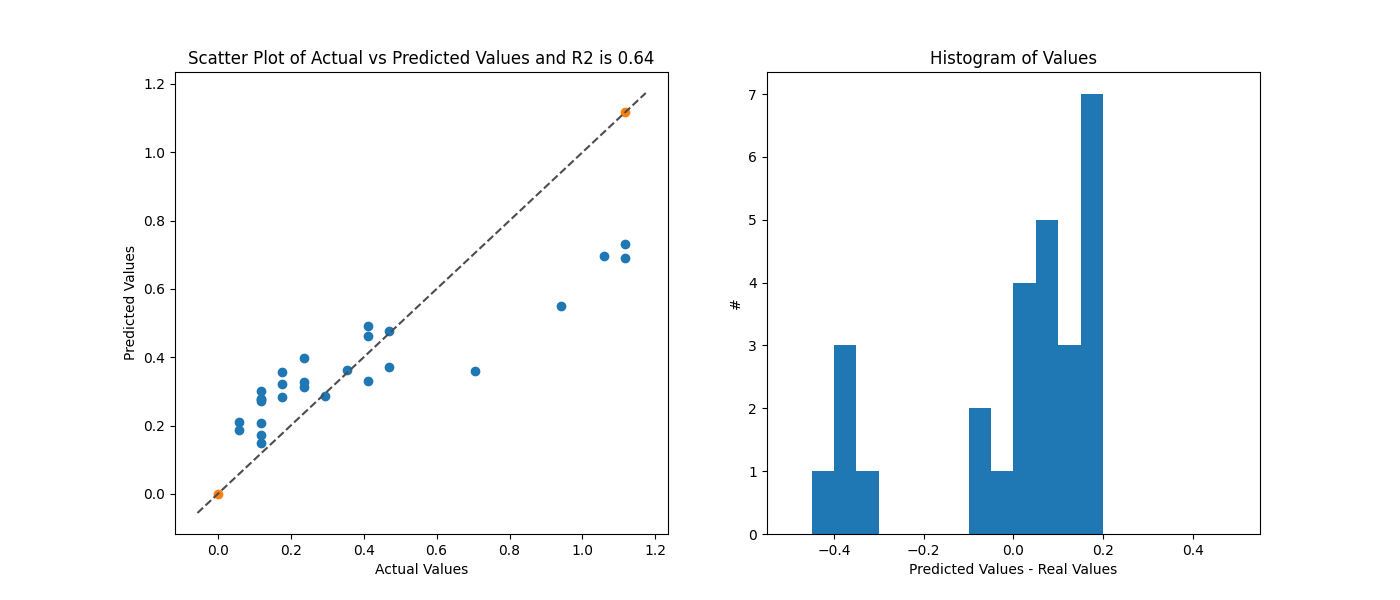 Scatter Plot of Actual vs Predicted Values and R2 is 0.64
1.2
1.0
0.8
0.6
0.4
0.2
0.0
Predicted Values
0.0 0.2 0.4 0.6 0.8 1.0 1.2
Actual Values
Histogram of Values
7
6
5
4
3
2
1
0
#
−0.4 −0.2 0.0 0.2 0.4
Predicted Values - Real Values